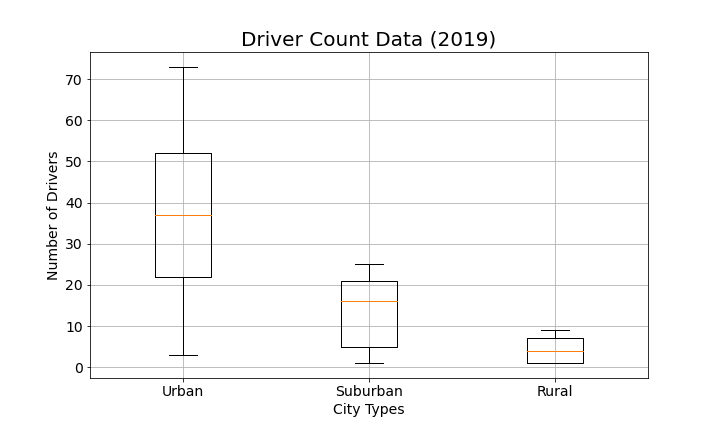 Driver Count Data (2019)
Number of Drivers
70
60
50
40
30
20
10
0
Urban
Suburban
Rural
City Types